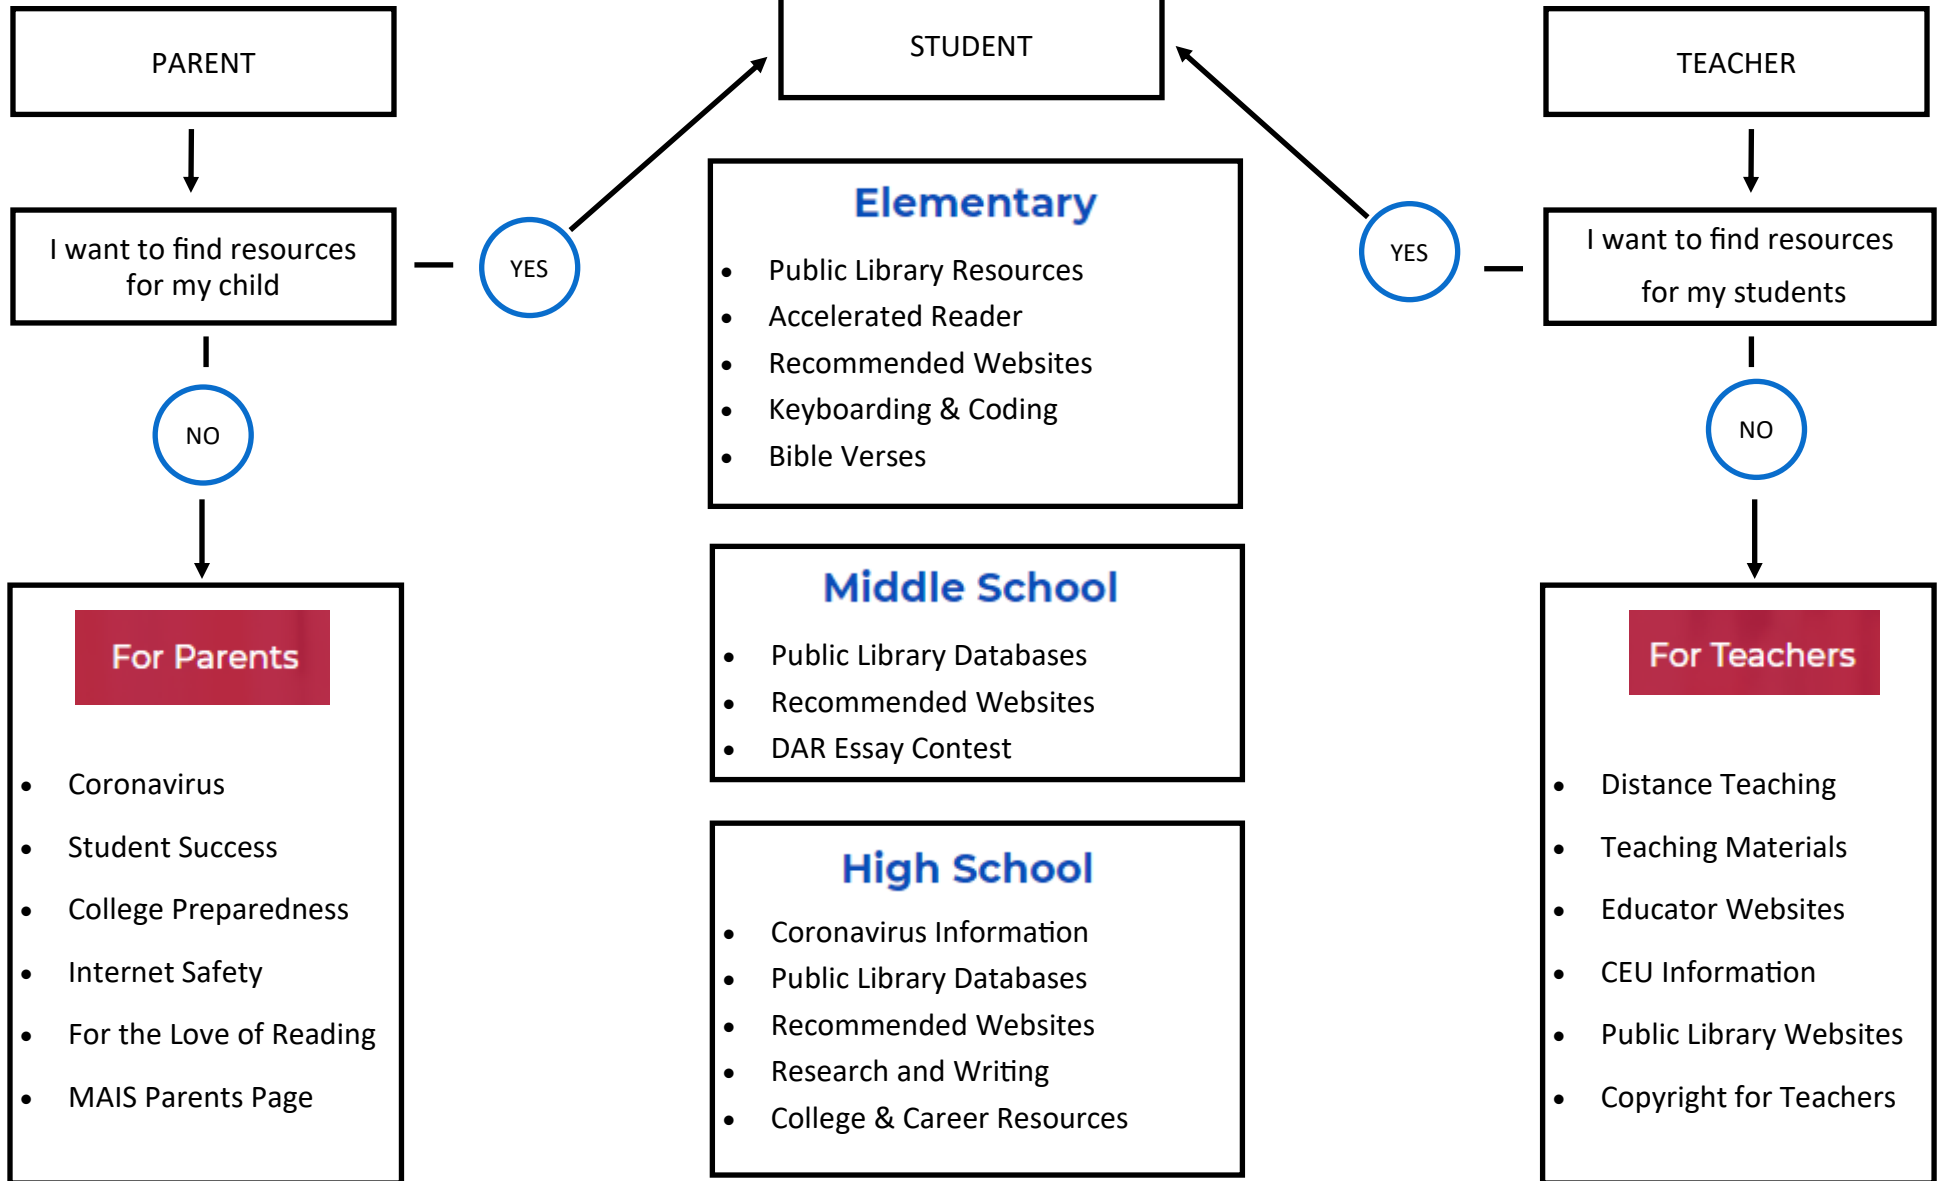 PARENT
I want to find resources
for my child
YES
NO
For Parents
• Coronavirus
• Student Success
• College Preparedness
• Internet Safety
• For the Love of Reading
• MAIS Parents Page
STUDENT
Elementary
• Public Library Resources
• Accelerated Reader
• Recommended Websites
• Keyboarding & Coding
• Bible Verses
Middle School
• Public Library Databases
• Recommended Websites
• DAR Essay Contest
High School
• Coronavirus Information
• Public Library Databases
• Recommended Websites
• Research and Writing
• College & Career Resources
TEACHER
I want to find resources
for my students
YES
NO
For Teachers
• Distance Teaching
• Teaching Materials
• Educator Websites
• CEU Information
• Public Library Websites
• Copyright for Teachers